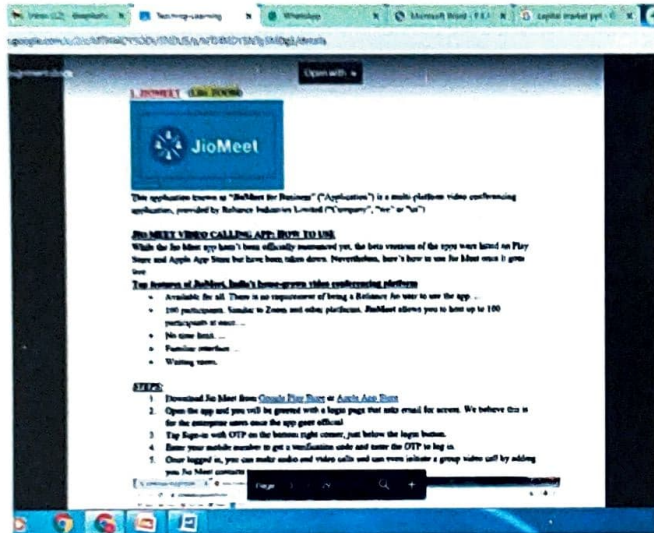 Inbox (12)
Teaching-Learning
WhatsApp
Microsoft Word
capital market ppt - G
Open with
1. JIOMEET (Like ZOOM)
JioMeet
This application known as "JioMeet for Business" ("Application") is a multi-platform video conferencing
application, provided by Reliance Industries Limited ("Company", "we" or "us")
JIO MEET VIDEO CALLING APP: HOW TO USE
While the Jio Meet app hasn't been officially announced yet, the beta versions of the apps were listed on Play
Store and Apple App Store but have been taken down. Nevertheless, here's how to use Jio Meet once it goes
live
Top features of JioMeet, India's home-grown video conferencing platform
• Available for all. There is no requirement of being a Reliance Jio user to use the app. ...
• 100 participants. Similar to Zoom and other platforms, JioMeet allows you to host up to 100
participants at once. ...
• No time limit. ...
• Familiar interface. ...
• Waiting room.
STEPS:
1. Download Jio Meet from Google Play Store or Apple App Store
2. Open the app and you will be greeted with a login page that asks email for access. We believe this is
for the enterprise users once the app goes official
3. Tap Sign-in with OTP on the bottom right corner, just below the login button.
4. Enter your mobile number to get a verification code and enter the OTP to log in.
5. Once logged in, you can make audio and video calls and can even initiate a group video call by adding
you Jio Meet contacts
Page